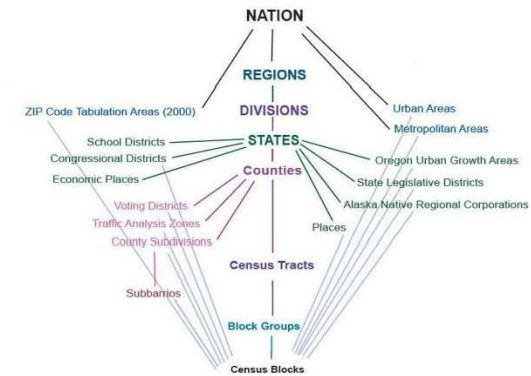 NATION
REGIONS
ZIP Code Tabulation Areas (2000)
DIVISIONS
Urban Areas
Metropolitan Areas
School Districts
STATES
Congressional Districts
Oregon Urban Growth Areas
Economic Places
Counties
State Legislative Districts
Voting Districts
Alaska Native Regional Corporations
Traffic Analysis Zones
Places
County Subdivisions
Census Tracts
Subbarrios
Block Groups
Census Blocks